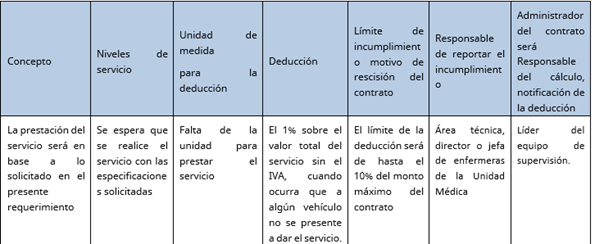 Concepto
Niveles de
servicio
Unidad de
medida
para la
deducción
Deducción
Límite de
incumplimient
o motivo de
rescisión del
contrato
Responsable
de reportar el
incumplimient
o
Administrador
del contrato
será
Responsable
del cálculo,
notificación de
la deducción
La prestación del
servicio será en
base a lo
solicitado en el
presente
requerimiento
Se espera que
se realice el
servicio con las
especificacione
s solicitadas
Falta de la
unidad para
prestar el
servicio
El 1% sobre el
valor total del
servicio sin el
IVA, cuando
ocurra que a
algún vehículo
no se presente
a dar el servicio.
El límite de la
deducción será
de hasta el
10% del monto
máximo del
contrato
Área técnica,
director o jefa
de enfermeras
de la Unidad
Médica
Líder del
equipo de
supervisión.